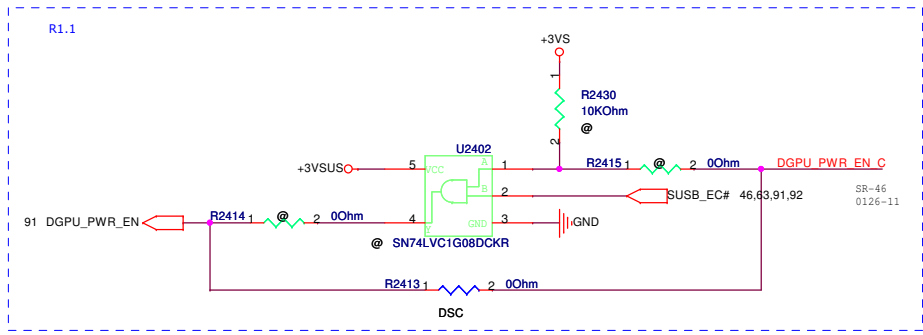 R1.1
+3VS
1
R2430
10KOhm
@
2
U2402
+3VSUS 5 VCC A 1 R2415 1 @ 2 0Ohm DGPU_PWR_EN_C
B 2 SUSB_EC# 46,63,91,92
SR-46
0126-11
91 DGPU_PWR_EN R2414 1 @ 2 0Ohm 4 Y GND 3 GND
@ SN74LVC1G08DCKR
R2413 1 2 0Ohm
DSC